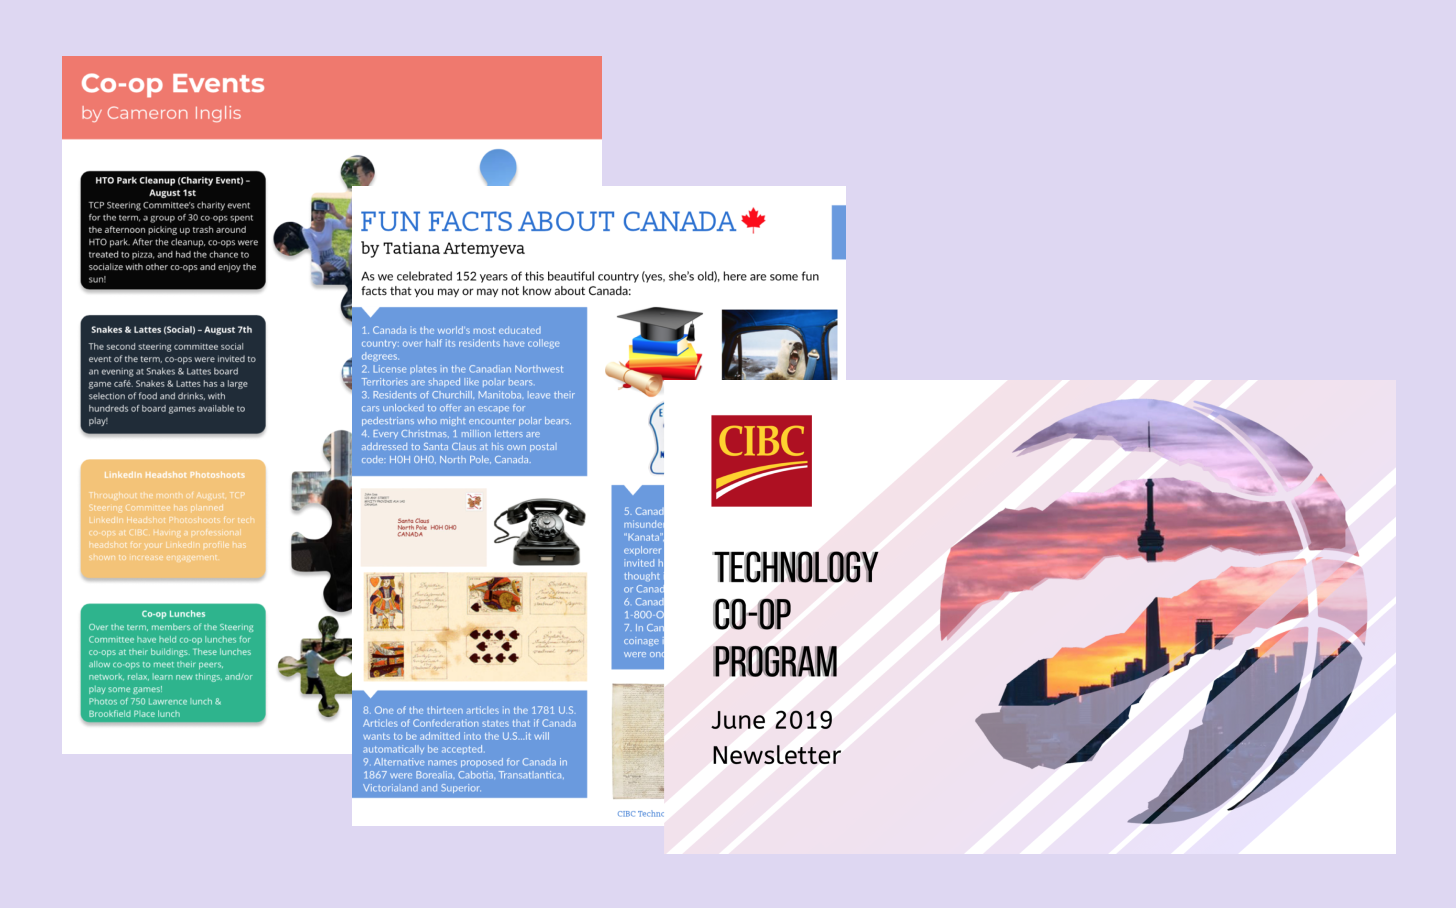 Co-op Events
by Cameron Inglis
HTO Park Cleanup (Charity Event) –
August 1st
TCP Steering Committee's charity event
for the term, a group of 30 co-ops spent
the afternoon picking up trash around
HTO park. After the cleanup, co-ops were
treated to pizza, and had the chance to
socialize with other co-ops and enjoy the
sun!
Snakes & Lattes (Social) – August 7th
The second steering committee social
event of the term, co-ops were invited to
an evening at Snakes & Lattes board
game café. Snakes & Lattes has a large
selection of food and drinks, with
hundreds of board games available to
play!
LinkedIn Headshot Photoshoots
Throughout the month of August, TCP
Steering Committee has planned
LinkedIn Headshot Photoshoots for tech
co-ops at CIBC. Having a professional
headshot for your LinkedIn profile has
shown to increase engagement.
Co-op Lunches
Over the term, members of the Steering
Committee have held co-op lunches for
co-ops at their buildings. These lunches
allow co-ops to meet their peers,
network, relax, learn new things, and/or
play some games!
Photos of 750 Lawrence lunch &
Brookfield Place lunch
FUN FACTS ABOUT CANADA
by Tatiana Artemyeva
As we celebrated 152 years of this beautiful country (yes, she's old), here are some fun
facts that you may or may not know about Canada:
1. Canada is the world's most educated
country: over half its residents have college
degrees.
2. License plates in the Canadian Northwest
Territories are shaped like polar bears.
3. Residents of Churchill, Manitoba, leave their
cars unlocked to offer an escape for
pedestrians who might encounter polar bears.
4. Every Christmas, 1 million letters are
addressed to Santa Claus at his own postal
code: H0H 0H0, North Pole, Canada.
Santa Claus
North Pole H0H 0H0
CANADA
5. Canad
misunder
"Kanata",
explorer
invited h
thought
or Canad
6. Canad
1-800-O
7. In Can
coinage i
were onc
8. One of the thirteen articles in the 1781 U.S.
Articles of Confederation states that if Canada
wants to be admitted into the U.S...it will
automatically be accepted.
9. Alternative names proposed for Canada in
1867 were Borealia, Cabotia, Transatlantica,
Victorialand and Superior.
CIBC Techno
CIBC
TECHNOLOGY
CO-OP
PROGRAM
June 2019
Newsletter